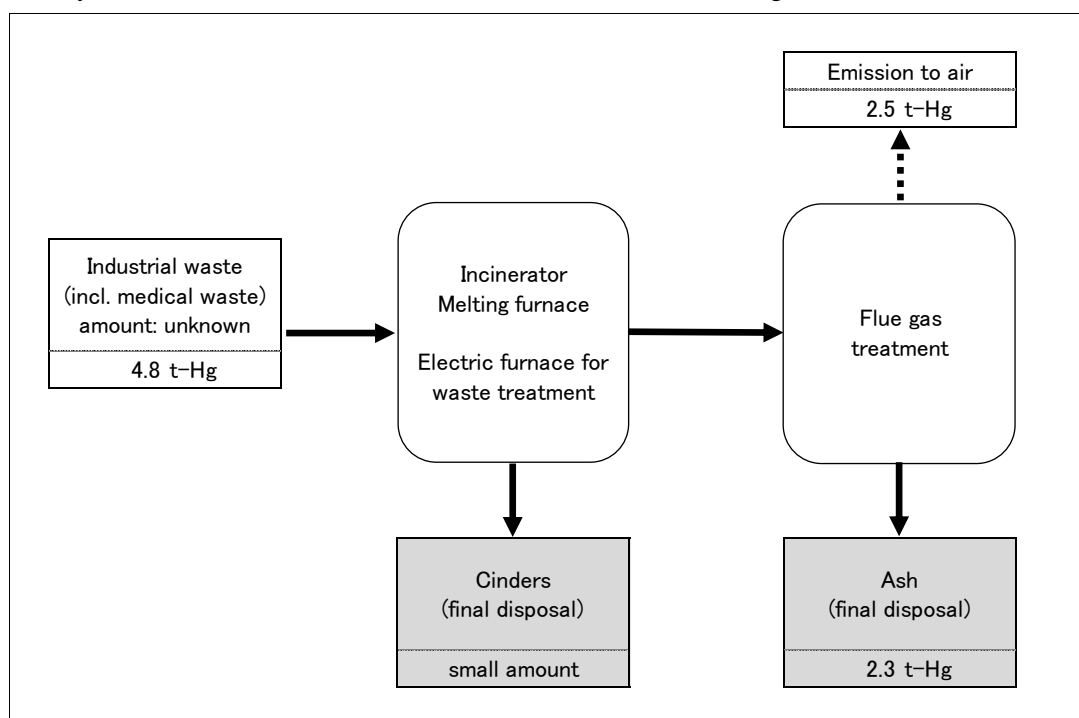 Emission to air
2.5 t-Hg
Industrial waste
(incl. medical waste)
amount: unknown
4.8 t-Hg
Incinerator
Melting furnace
Electric furnace for
waste treatment
Flue gas
treatment
Cinders
(final disposal)
small amount
Ash
(final disposal)
2.3 t-Hg